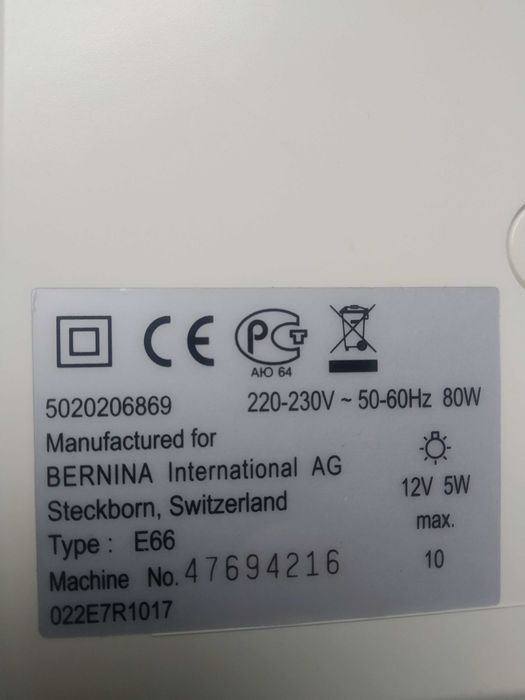 CE
PCT
АЮ 64
5020206869 220-230V ~ 50-60Hz 80W
Manufactured for
BERNINA International AG
Steckborn, Switzerland
12V 5W
max.
Type : E66
10
Machine No. 47694216
022E7R1017